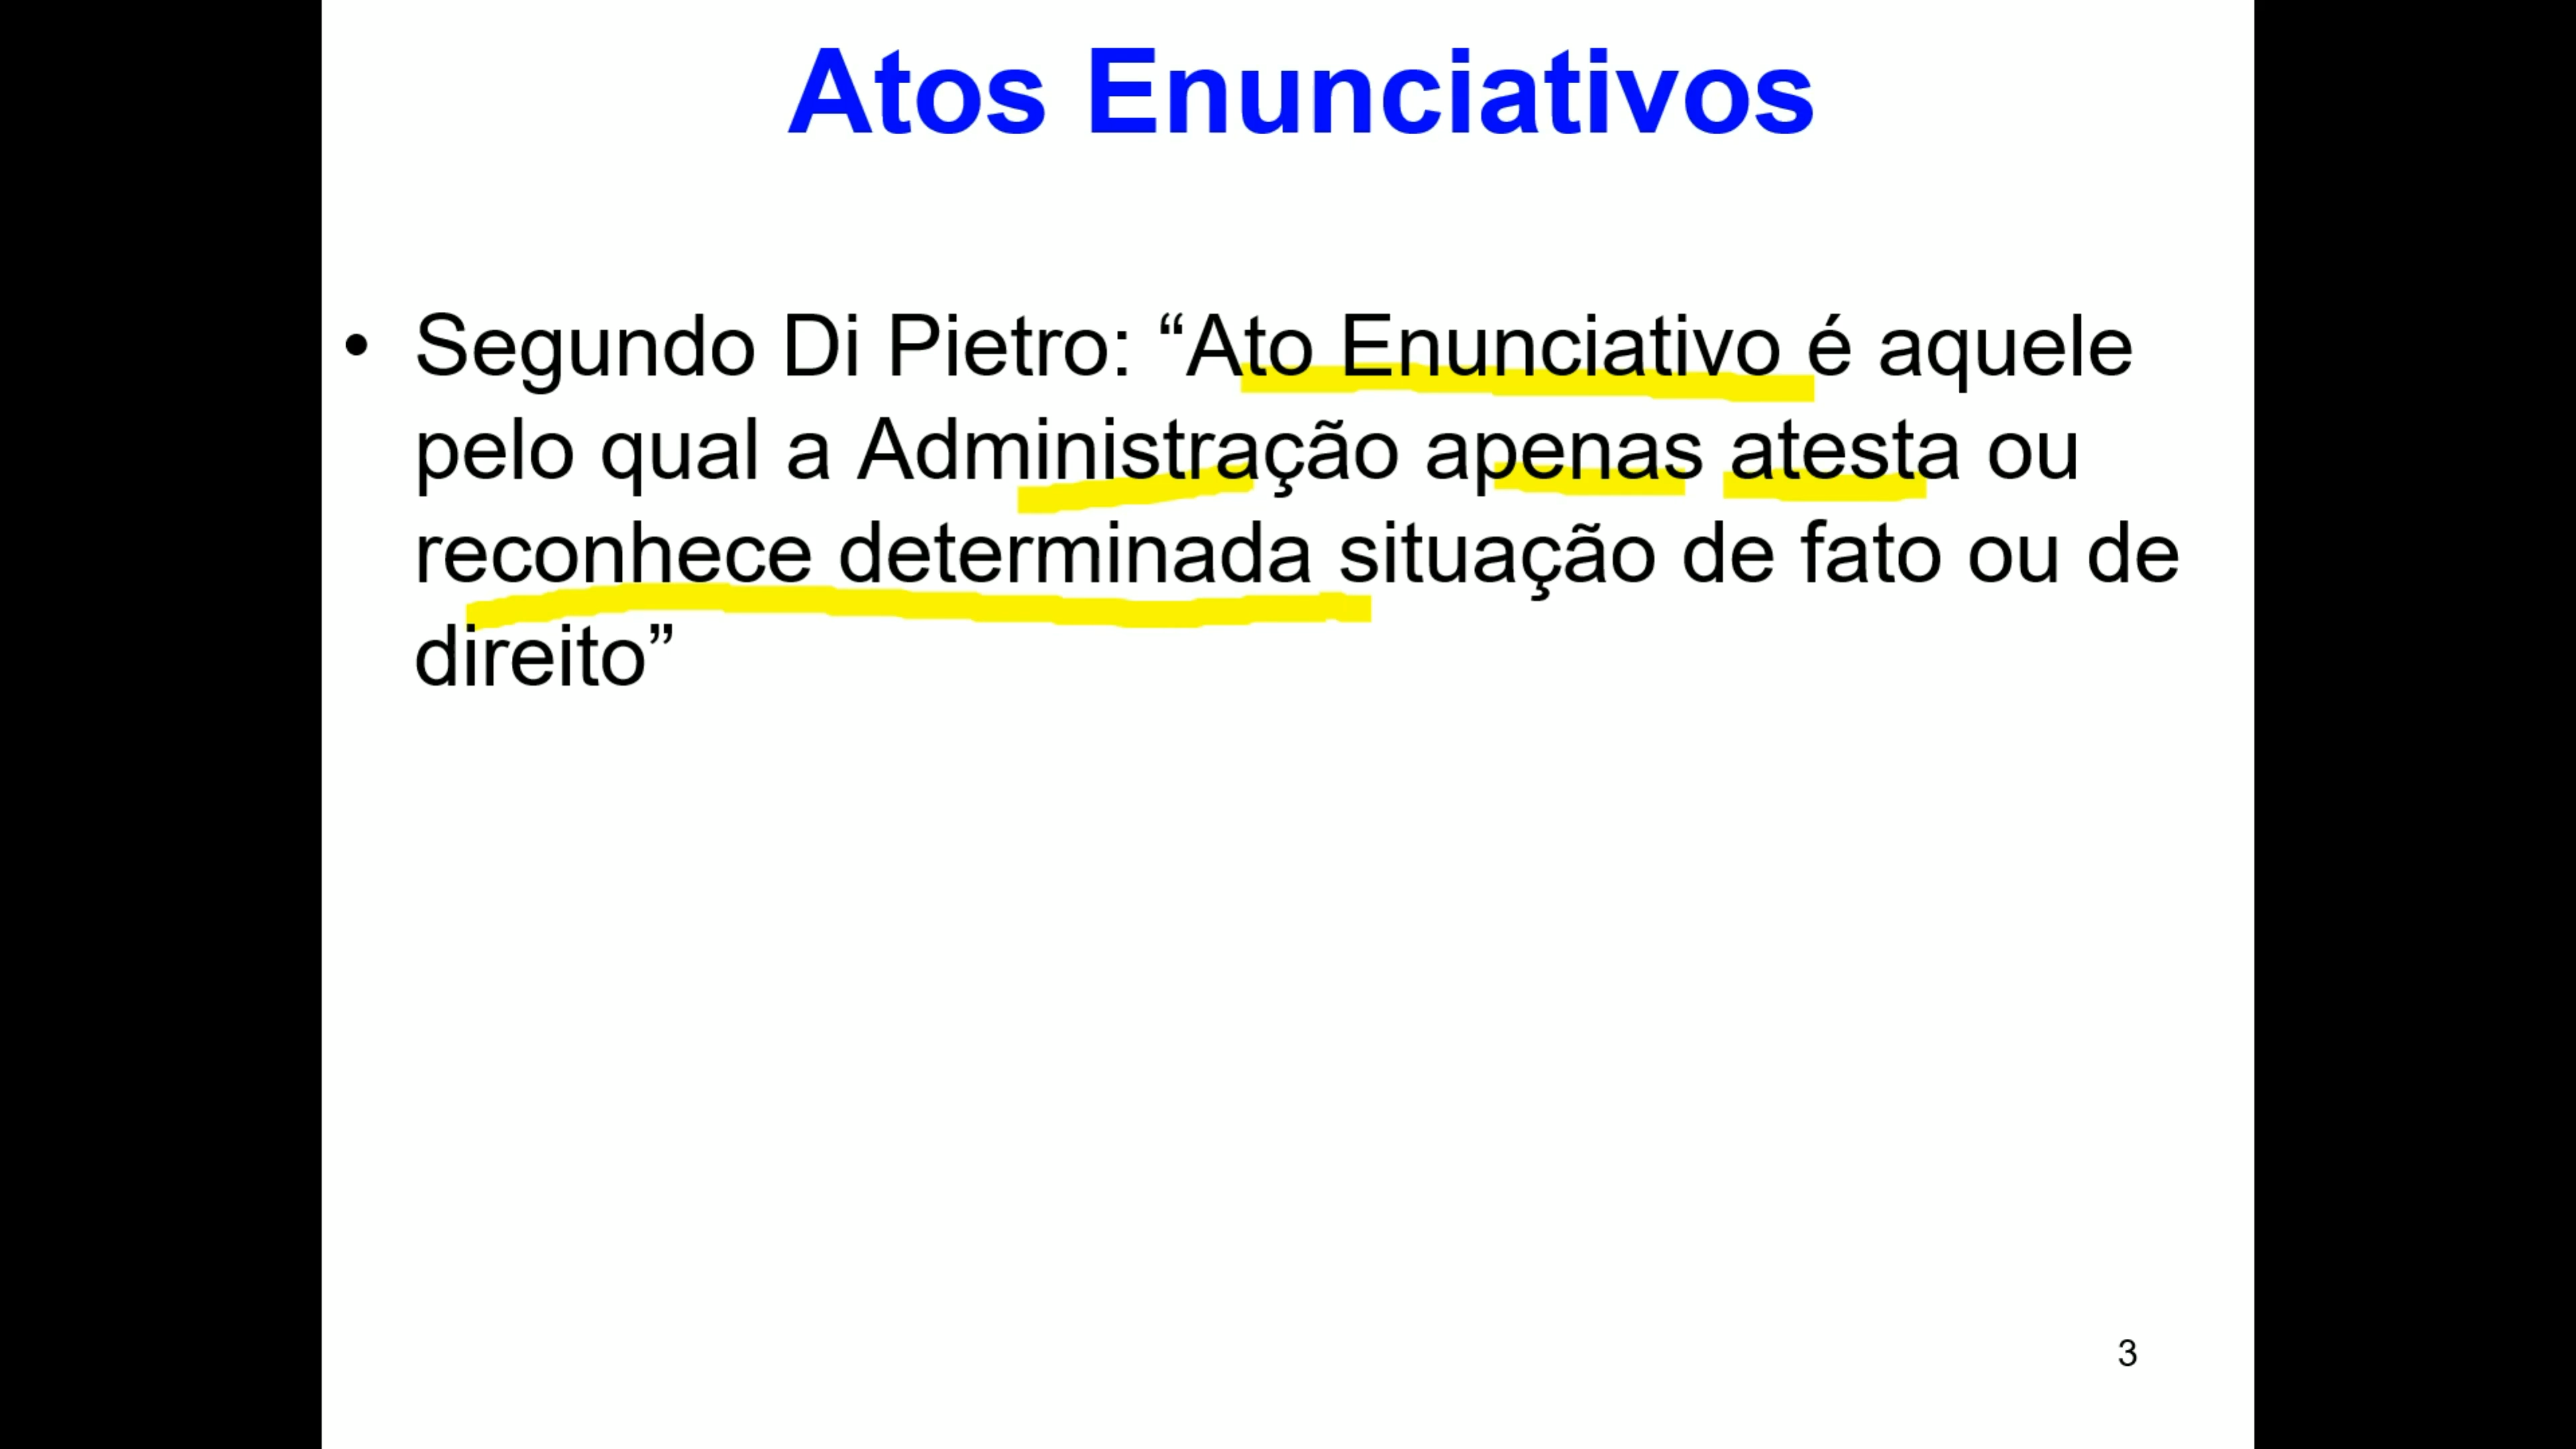 Atos Enunciativos
• Segundo Di Pietro: “Ato Enunciativo é aquele
pelo qual a Administração apenas atesta ou
reconhece determinada situação de fato ou de
direito”
3